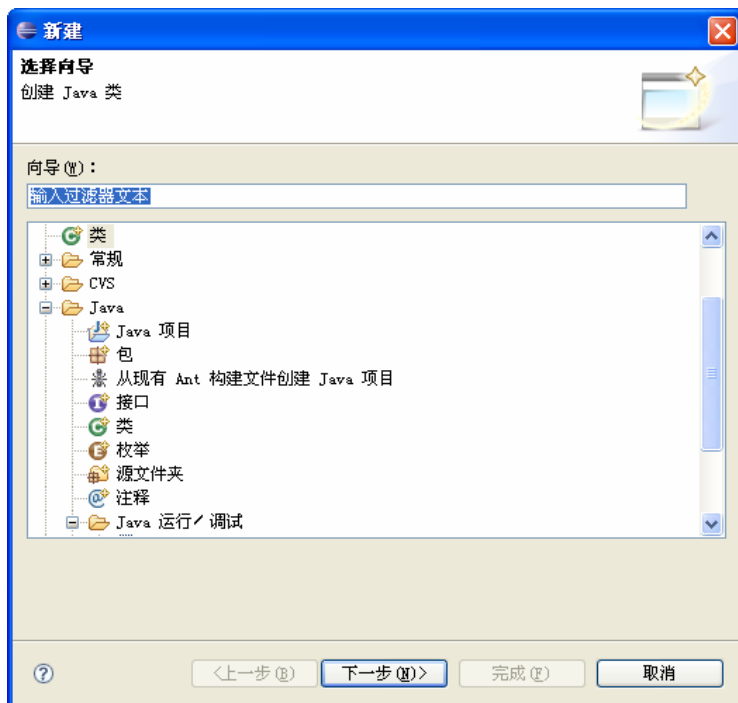 新建
选择向导
创建 Java 类
向导(W):
输入过滤器文本
类
常规
CVS
Java
Java 项目
包
从现有 Ant 构建文件创建 Java 项目
接口
类
枚举
源文件夹
注释
Java 运行/调试
<上一步(B)
下一步(N)>
完成(F)
取消